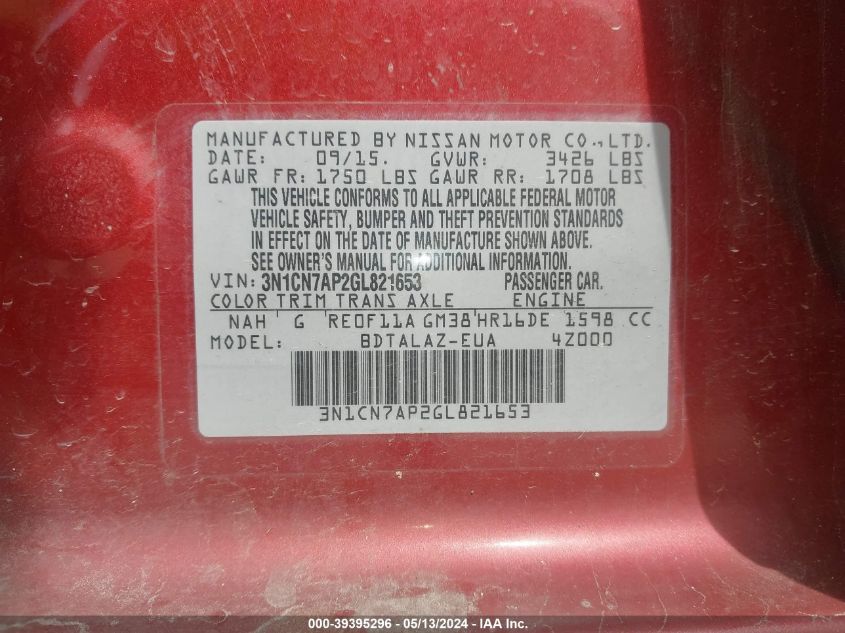 MANUFACTURED BY NISSAN MOTOR CO.,LTD.
DATE: 09/15. GVWR: 3426 LBS
GAWR FR: 1750 LBS GAWR RR: 1708 LBS
THIS VEHICLE CONFORMS TO ALL APPLICABLE FEDERAL MOTOR
VEHICLE SAFETY, BUMPER AND THEFT PREVENTION STANDARDS
IN EFFECT ON THE DATE OF MANUFACTURE SHOWN ABOVE.
SEE OWNER'S MANUAL FOR ADDITIONAL INFORMATION.
VIN: 3N1CN7AP2GL821653 PASSENGER CAR.
COLOR TRIM TRANS AXLE ENGINE
NAH G RE0F11A GM38 HR16DE 1598 CC
MODEL: BDTALAZ-EUA 4Z000
3N1CN7AP2GL821653
000-39395296 - 05/13/2024 - IAAI.com